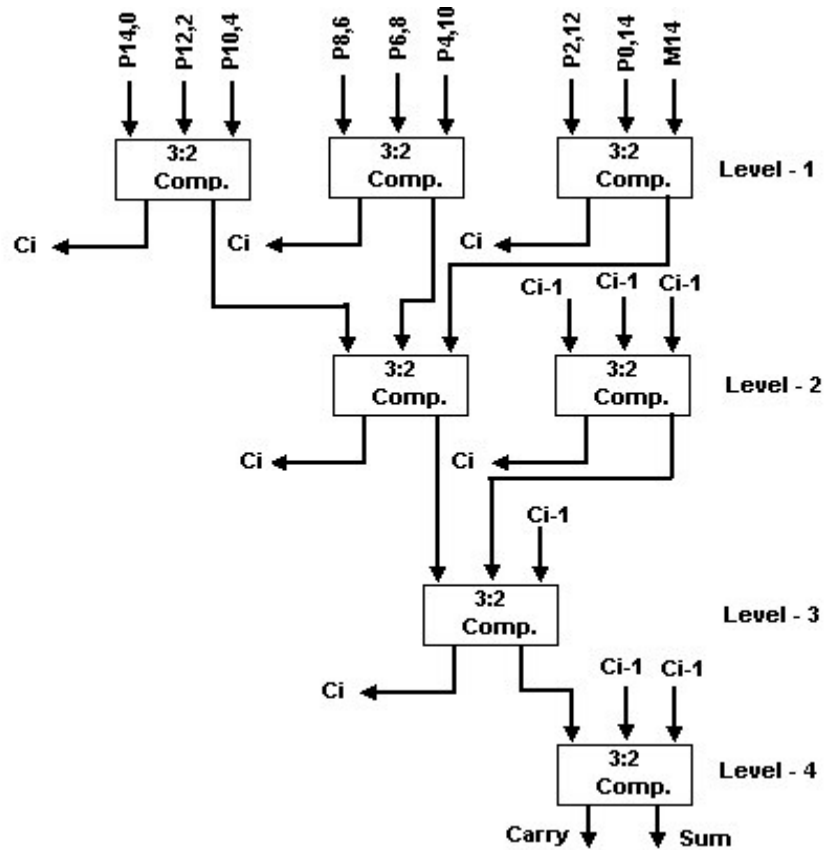 P14,0
P12,2
P10,4
P8,6
P6,8
P4,10
P2,12
P0,14
M14
3:2
Comp.
3:2
Comp.
3:2
Comp.
Level - 1
Ci
Ci
Ci
Ci-1
Ci-1
Ci-1
3:2
Comp.
3:2
Comp.
Level - 2
Ci
Ci
Ci-1
3:2
Comp.
Level - 3
Ci
Ci-1
Ci-1
3:2
Comp.
Level - 4
Carry
Sum